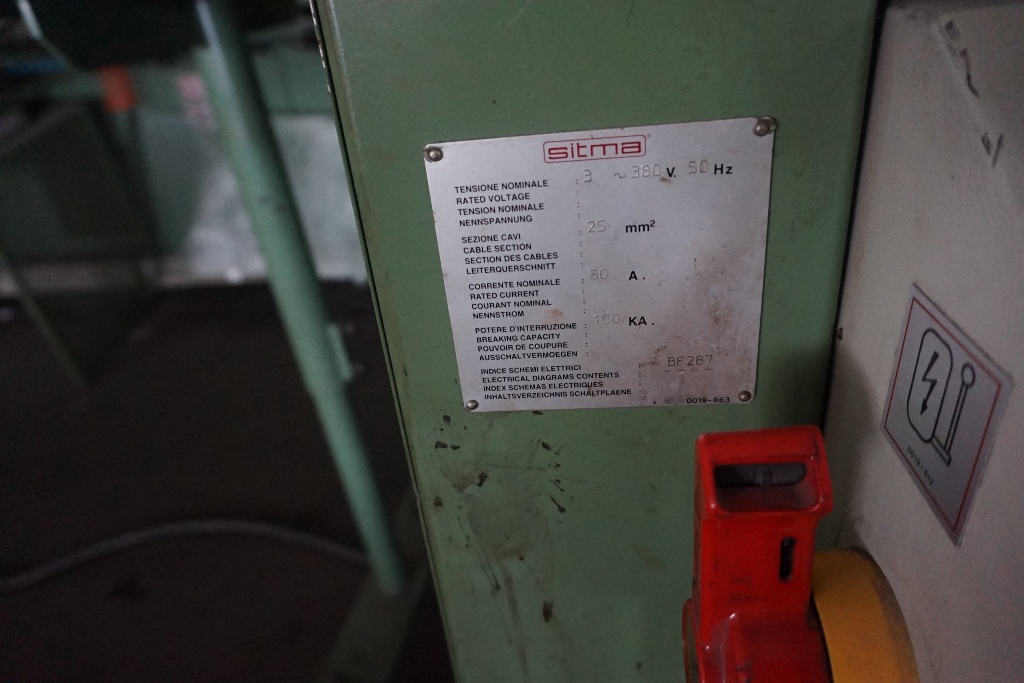 sitma
TENSIONE NOMINALE : 3 ~ 380 V. 50 Hz
RATED VOLTAGE :
TENSION NOMINALE :
NENNSPANNUNG :
SEZIONE CAVI : 25 mm²
CABLE SECTION :
SECTION DES CABLES :
LEITERQUERSCHNITT :
CORRENTE NOMINALE : 80 A.
RATED CURRENT :
COURANT NOMINAL :
NENNSTROM :
POTERE D'INTERRUZIONE : 100 KA.
BREAKING CAPACITY :
POUVOIR DE COUPURE :
AUSSCHALTVERMOEGEN :
INDICE SCHEMI ELETTRICI : BF287
ELECTRICAL DIAGRAMS CONTENTS :
INDEX SCHEMAS ELECTRIQUES :
INHALTSVERZEICHNIS SCHALTPLAENE :
0019-863